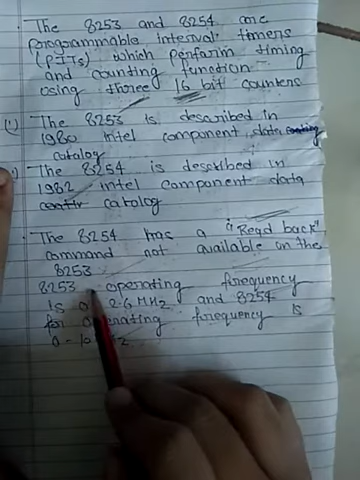 The 8253 and 8254 are
programmable interval timers
(PITs) which perform timing
and counting function
using three 16 bit counters
(1) The 8253 is described in
1980 intel component data
catalog
The 8254 is described in
1982 intel component data
catalog
The 8254 has a "Read back"
command not available on the
8253
8253 operating frequency
is 0-2.6 MHz and 8254
for operating frequency is
0-10